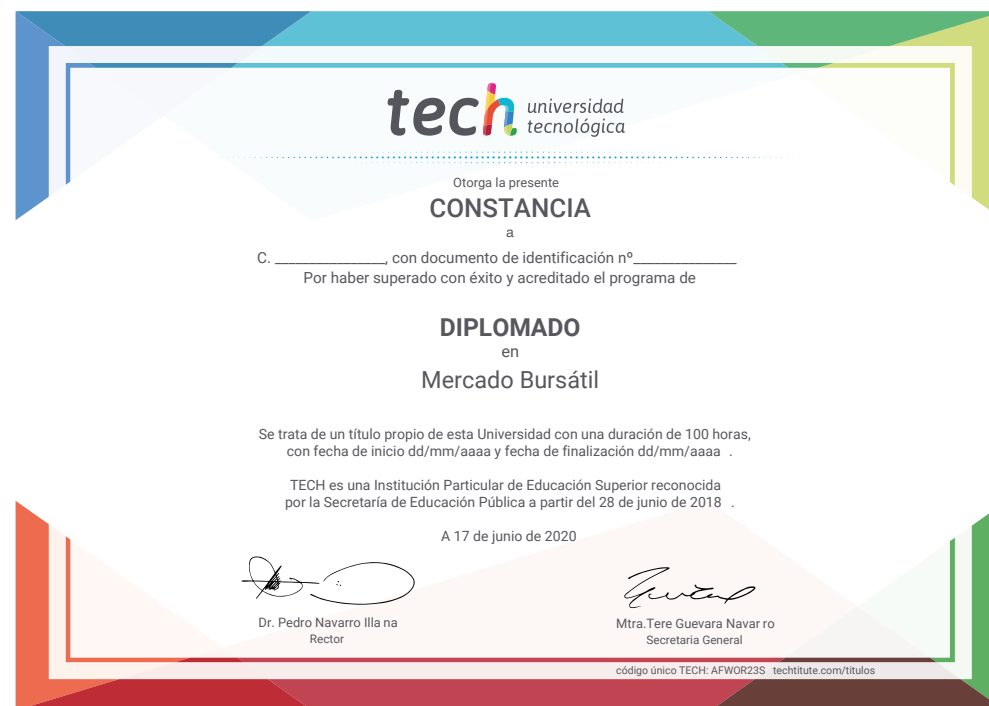 tech universidad
tecnológica
Otorga la presente
CONSTANCIA
a
C. ________________, con documento de identificación nº_______________
Por haber superado con éxito y acreditado el programa de
DIPLOMADO
en
Mercado Bursátil
Se trata de un título propio de esta Universidad con una duración de 100 horas,
con fecha de inicio dd/mm/aaaa y fecha de finalización dd/mm/aaaa .
TECH es una Institución Particular de Educación Superior reconocida
por la Secretaría de Educación Pública a partir del 28 de junio de 2018 .
A 17 de junio de 2020
Dr. Pedro Navarro Illa na
Rector
Mtra.Tere Guevara Navar ro
Secretaria General
código único TECH: AFWOR23S techtitute.com/titulos